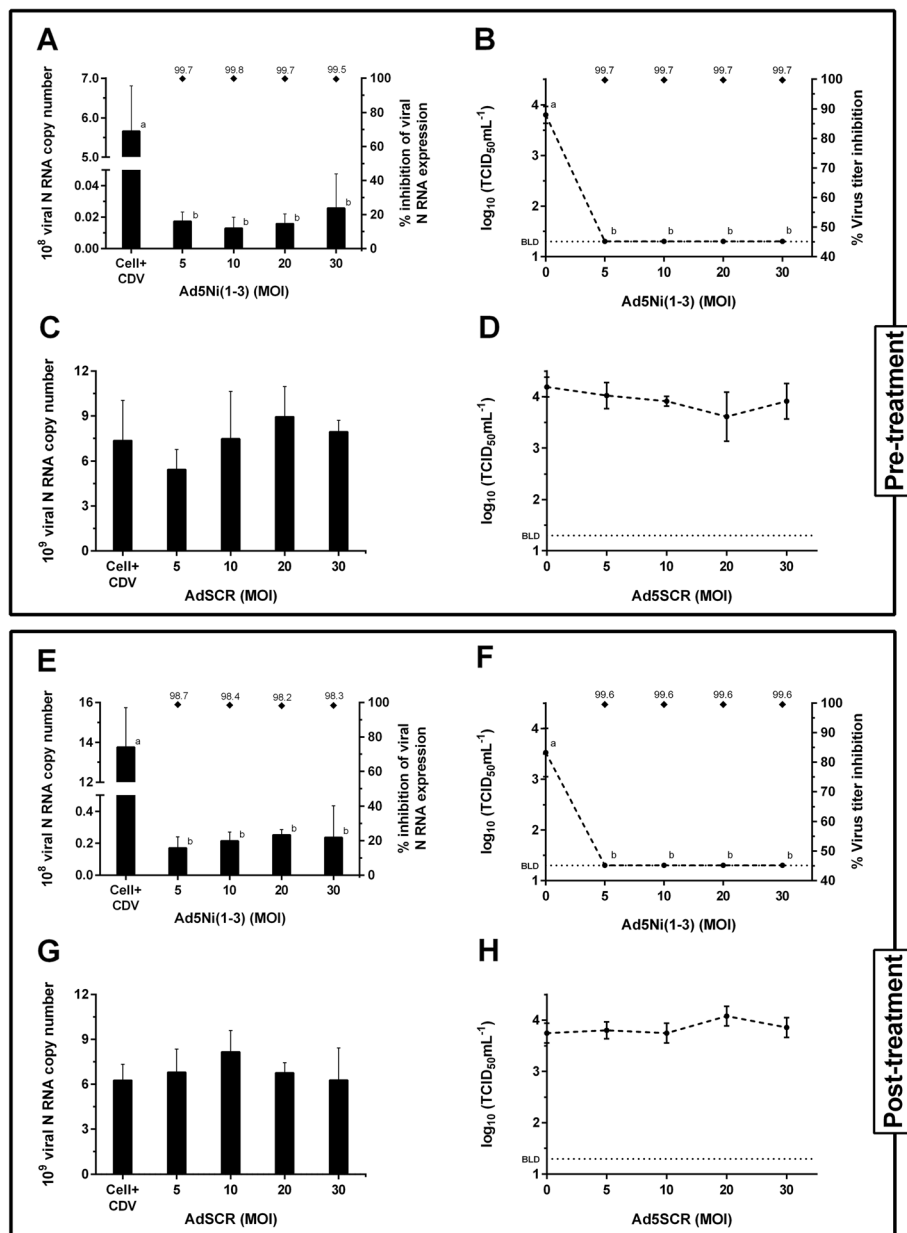 A
10⁸ viral N RNA copy number
7.0
6.0
5.0
0.04
0.02
0.00
99.7
99.8
99.7
99.5
a
b
b
b
b
100
80
60
40
20
0
% inhibition of viral
N RNA expression
Cell+
CDV
5
10
20
30
Ad5Ni(1-3) (MOI)
B
log₁₀ (TCID₅₀mL⁻¹)
4
3
2
1
BLD
99.7
99.7
99.7
99.7
a
b
b
b
b
100
90
80
70
60
50
40
% Virus titer inhibition
0
5
10
20
30
Ad5Ni(1-3) (MOI)
C
10⁹ viral N RNA copy number
12
9
6
3
0
Cell+
CDV
5
10
20
30
AdSCR (MOI)
D
log₁₀ (TCID₅₀mL⁻¹)
4
3
2
1
BLD
0
5
10
20
30
Ad5SCR (MOI)
Pre-treatment
E
10⁸ viral N RNA copy number
16
14
12
0.4
0.2
0.0
98.7
98.4
98.2
98.3
a
b
b
b
b
100
80
60
40
20
0
% inhibition of viral
N RNA expression
Cell+
CDV
5
10
20
30
Ad5Ni(1-3) (MOI)
F
log₁₀ (TCID₅₀mL⁻¹)
4
3
2
1
BLD
99.6
99.6
99.6
99.6
a
b
b
b
b
100
90
80
70
60
50
40
% Virus titer inhibition
0
5
10
20
30
Ad5Ni(1-3) (MOI)
G
10⁹ viral N RNA copy number
12
9
6
3
0
Cell+
CDV
5
10
20
30
AdSCR (MOI)
H
log₁₀ (TCID₅₀mL⁻¹)
4
3
2
1
BLD
0
5
10
20
30
Ad5SCR (MOI)
Post-treatment